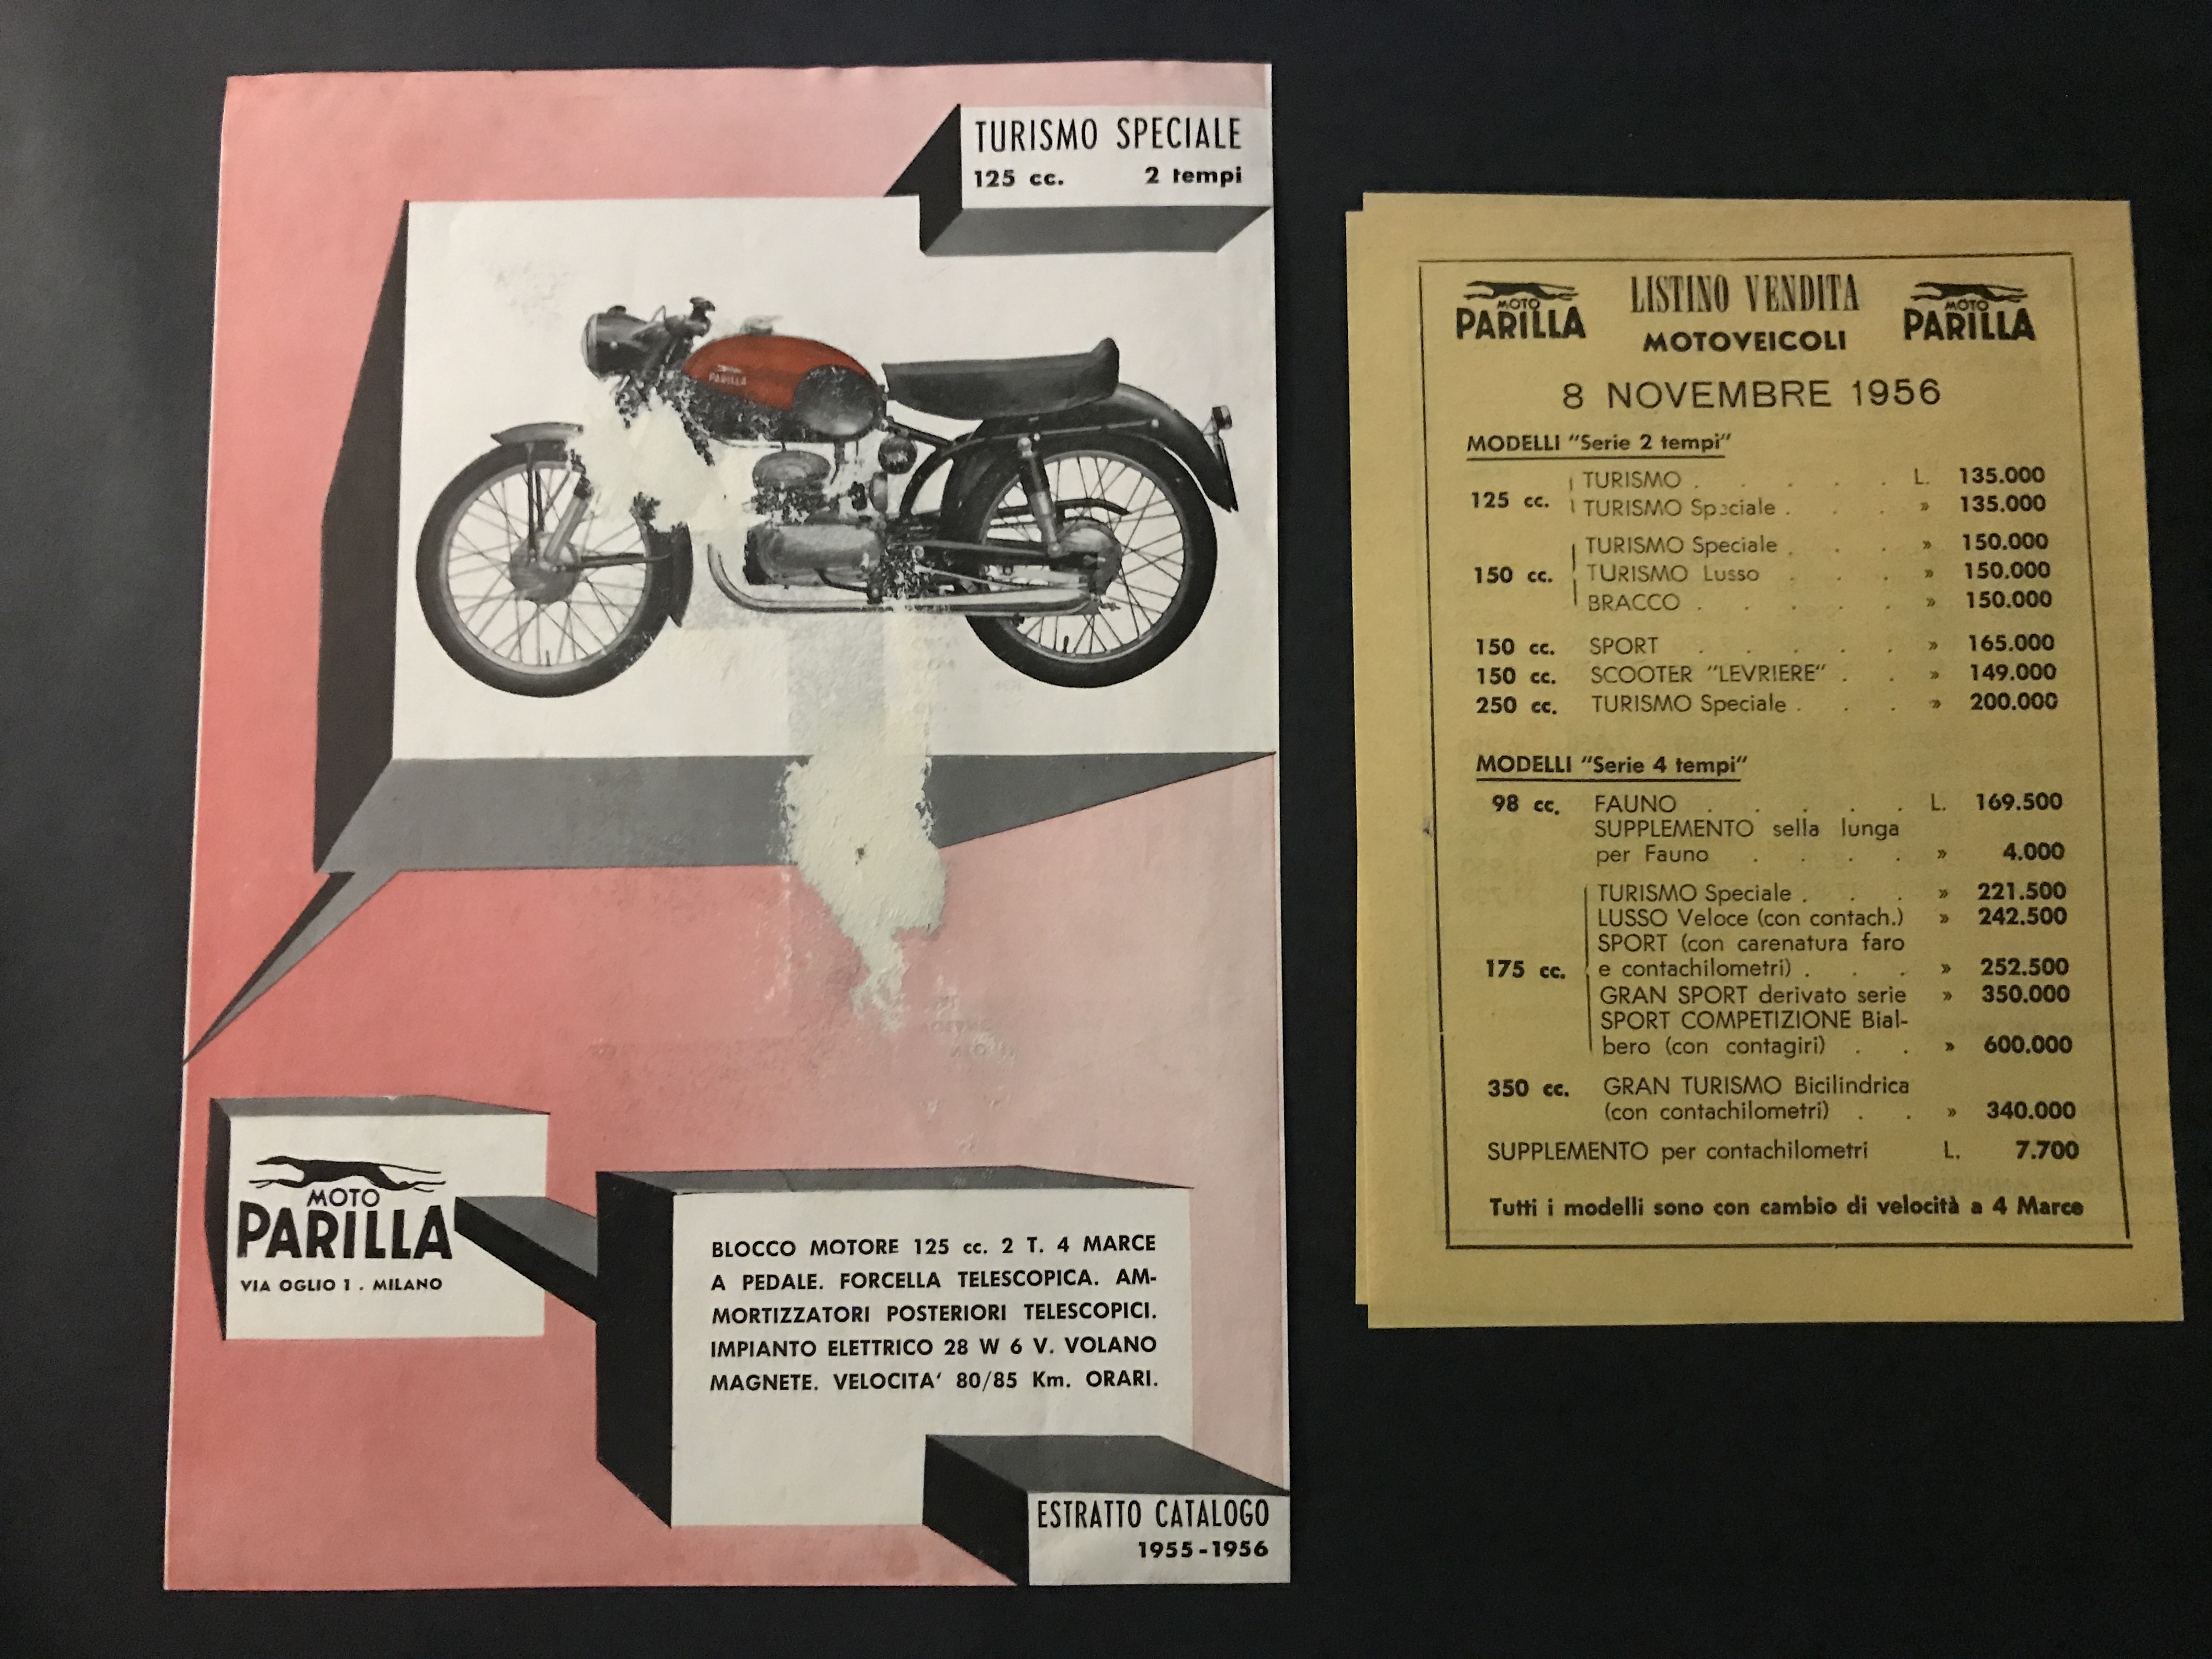 TURISMO SPECIALE
125 cc. 2 tempi
PARILLA
MOTO
PARILLA
VIA OGLIO 1 . MILANO
BLOCCO MOTORE 125 cc. 2 T. 4 MARCE
A PEDALE. FORCELLA TELESCOPICA. AM-
MORTIZZATORI POSTERIORI TELESCOPICI.
IMPIANTO ELETTRICO 28 W 6 V. VOLANO
MAGNETE. VELOCITA' 80/85 Km. ORARI.
ESTRATTO CATALOGO
1955-1956
MOTO
PARILLA
LISTINO VENDITA
MOTOVEICOLI
MOTO
PARILLA
8 NOVEMBRE 1956
MODELLI "Serie 2 tempi"
125 cc.
TURISMO . . . . . L. 135.000
TURISMO Speciale . . . » 135.000
150 cc.
TURISMO Speciale . . . » 150.000
TURISMO Lusso . . . » 150.000
BRACCO . . . . . » 150.000
150 cc. SPORT . . . . . » 165.000
150 cc. SCOOTER "LEVRIERE" . . » 149.000
250 cc. TURISMO Speciale . . . » 200.000
MODELLI "Serie 4 tempi"
98 cc. FAUNO . . . . . L. 169.500
SUPPLEMENTO sella lunga
per Fauno . . . . » 4.000
175 cc.
TURISMO Speciale . . . » 221.500
LUSSO Veloce (con contach.) » 242.500
SPORT (con carenatura faro
e contachilometri) . . . » 252.500
GRAN SPORT derivato serie » 350.000
SPORT COMPETIZIONE Bial-
bero (con contagiri) . . » 600.000
350 cc. GRAN TURISMO Bicilindrica
(con contachilometri) . . » 340.000
SUPPLEMENTO per contachilometri L. 7.700
Tutti i modelli sono con cambio di velocità a 4 Marce